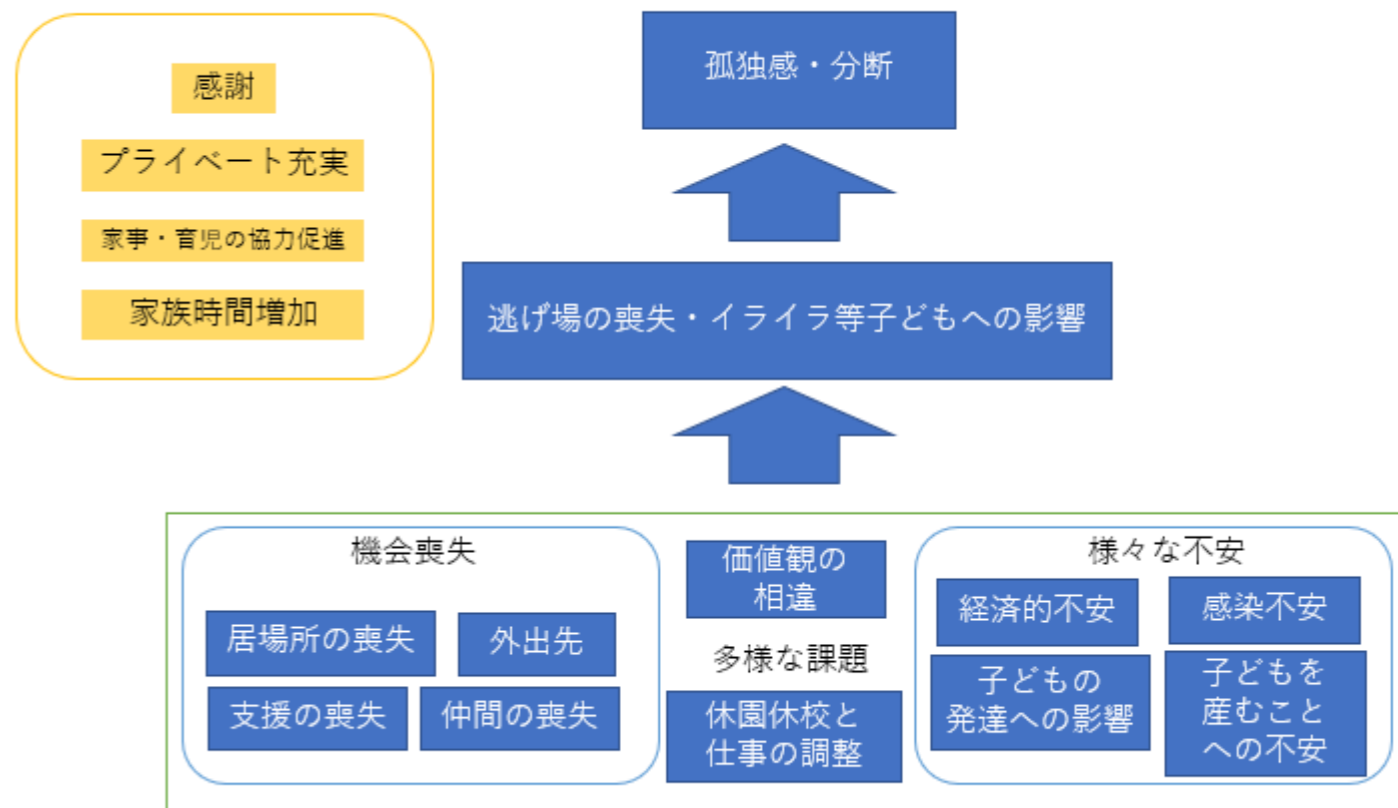 感謝
プライベート充実
家事・育児の協力促進
家族時間増加
孤独感・分断
逃げ場の喪失・イライラ等子どもへの影響
機会喪失
居場所の喪失
外出先
支援の喪失
仲間の喪失
価値観の
相違
多様な課題
休園休校と
仕事の調整
様々な不安
経済的不安
感染不安
子どもの
発達への影響
子どもを
産むこと
への不安